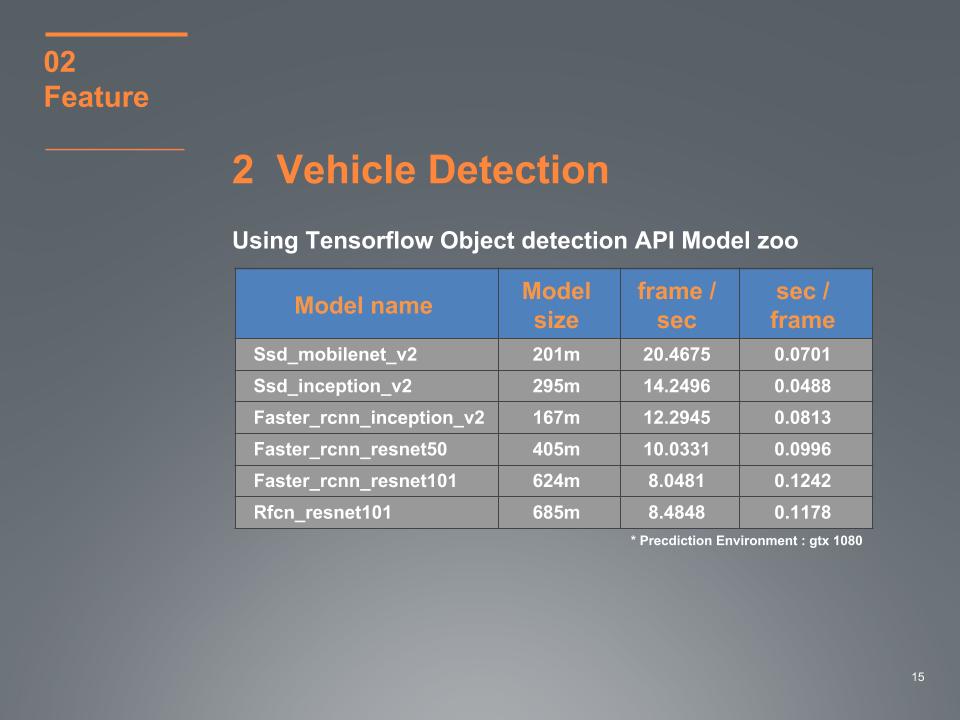 02
Feature
2 Vehicle Detection
Using Tensorflow Object detection API Model zoo
Model name Model size frame / sec sec / frame
Ssd_mobilenet_v2 201m 20.4675 0.0701
Ssd_inception_v2 295m 14.2496 0.0488
Faster_rcnn_inception_v2 167m 12.2945 0.0813
Faster_rcnn_resnet50 405m 10.0331 0.0996
Faster_rcnn_resnet101 624m 8.0481 0.1242
Rfcn_resnet101 685m 8.4848 0.1178
* Precdiction Environment : gtx 1080
15